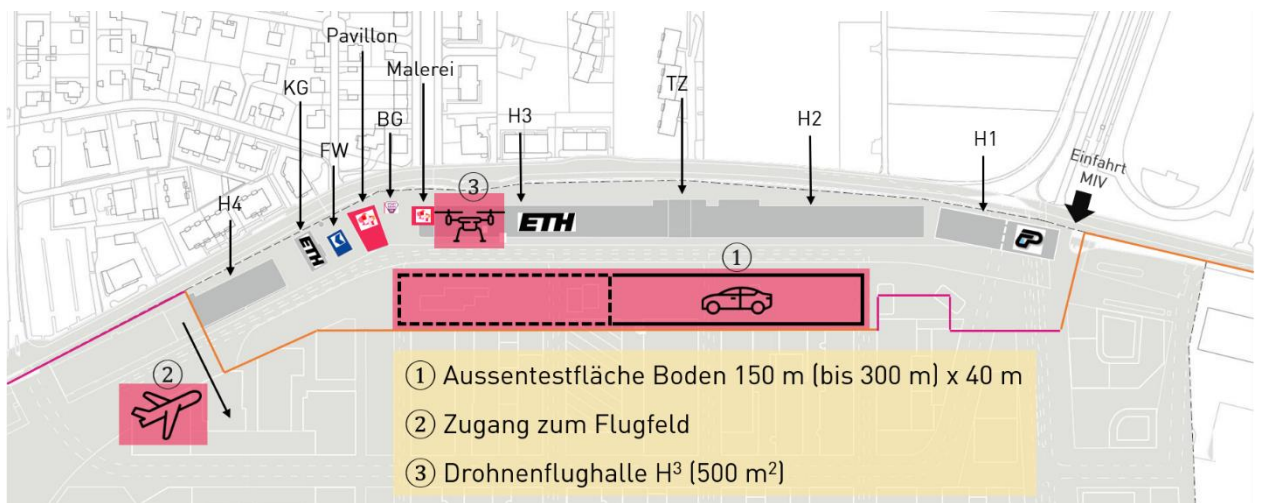 Pavillon
Malerei
KG
TZ
BG
H3
H2
FW
H1
Einfahrt
MIV
③
H4
ETH
ETH
①
②
① Aussentestfläche Boden 150 m (bis 300 m) x 40 m
② Zugang zum Flugfeld
③ Drohnenflughalle H³ (500 m²)